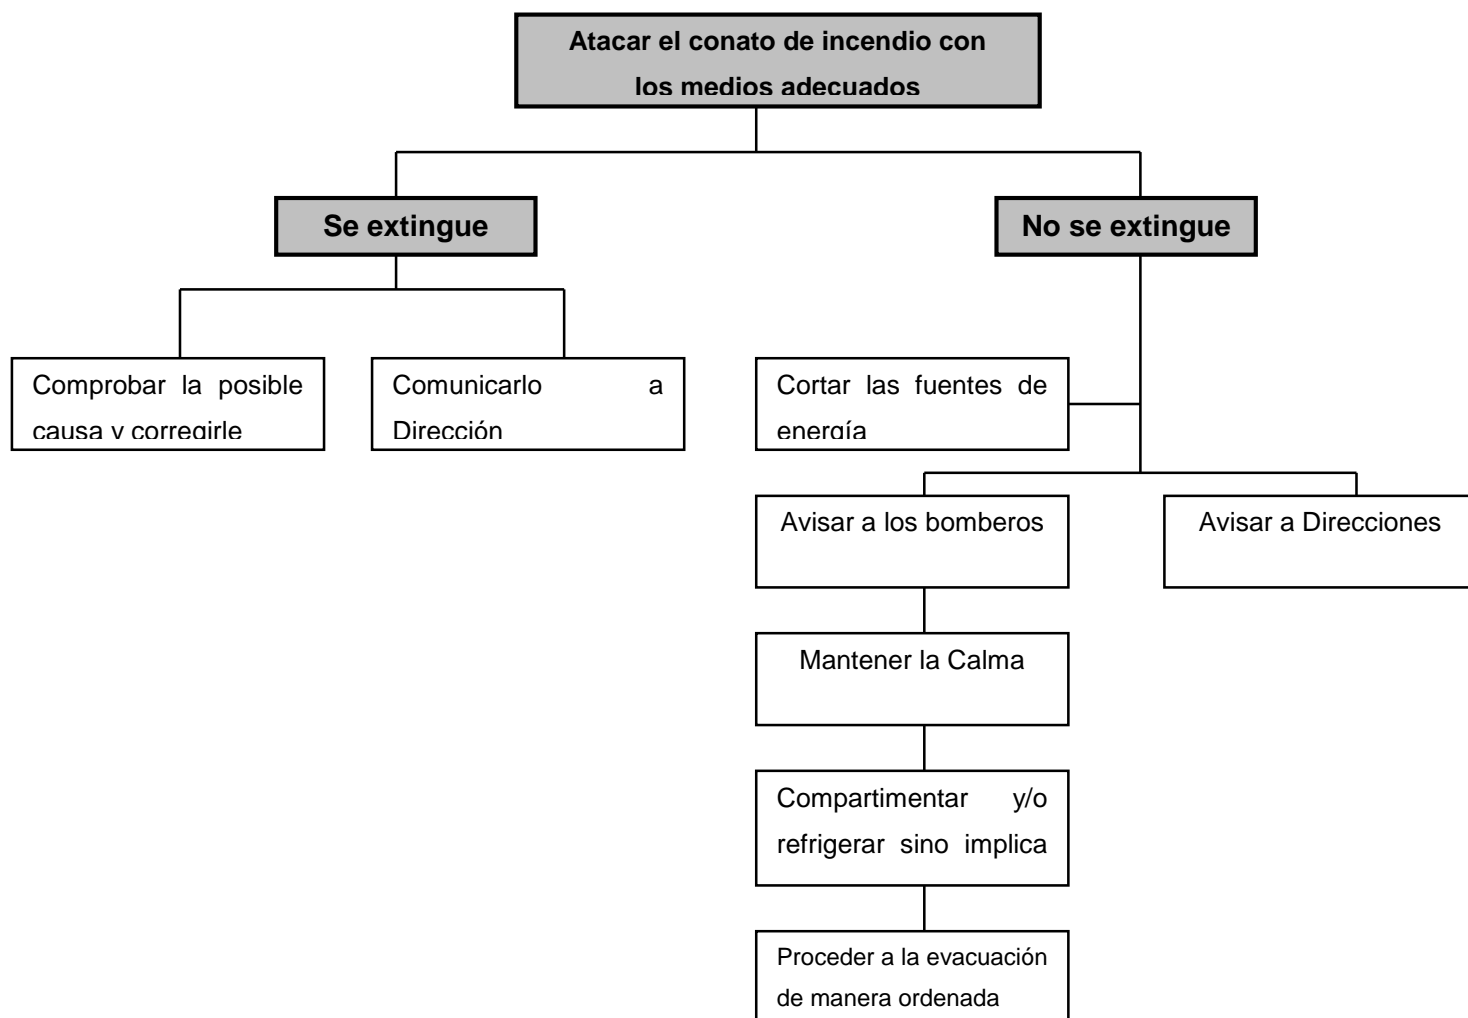 Atacar el conato de incendio con
los medios adecuados
Se extingue
No se extingue
Comprobar la posible
causa y corregirle
Comunicarlo a
Dirección
Cortar las fuentes de
energía
Avisar a los bomberos
Avisar a Direcciones
Mantener la Calma
Compartimentar y/o
refrigerar sino implica
Proceder a la evacuación
de manera ordenada